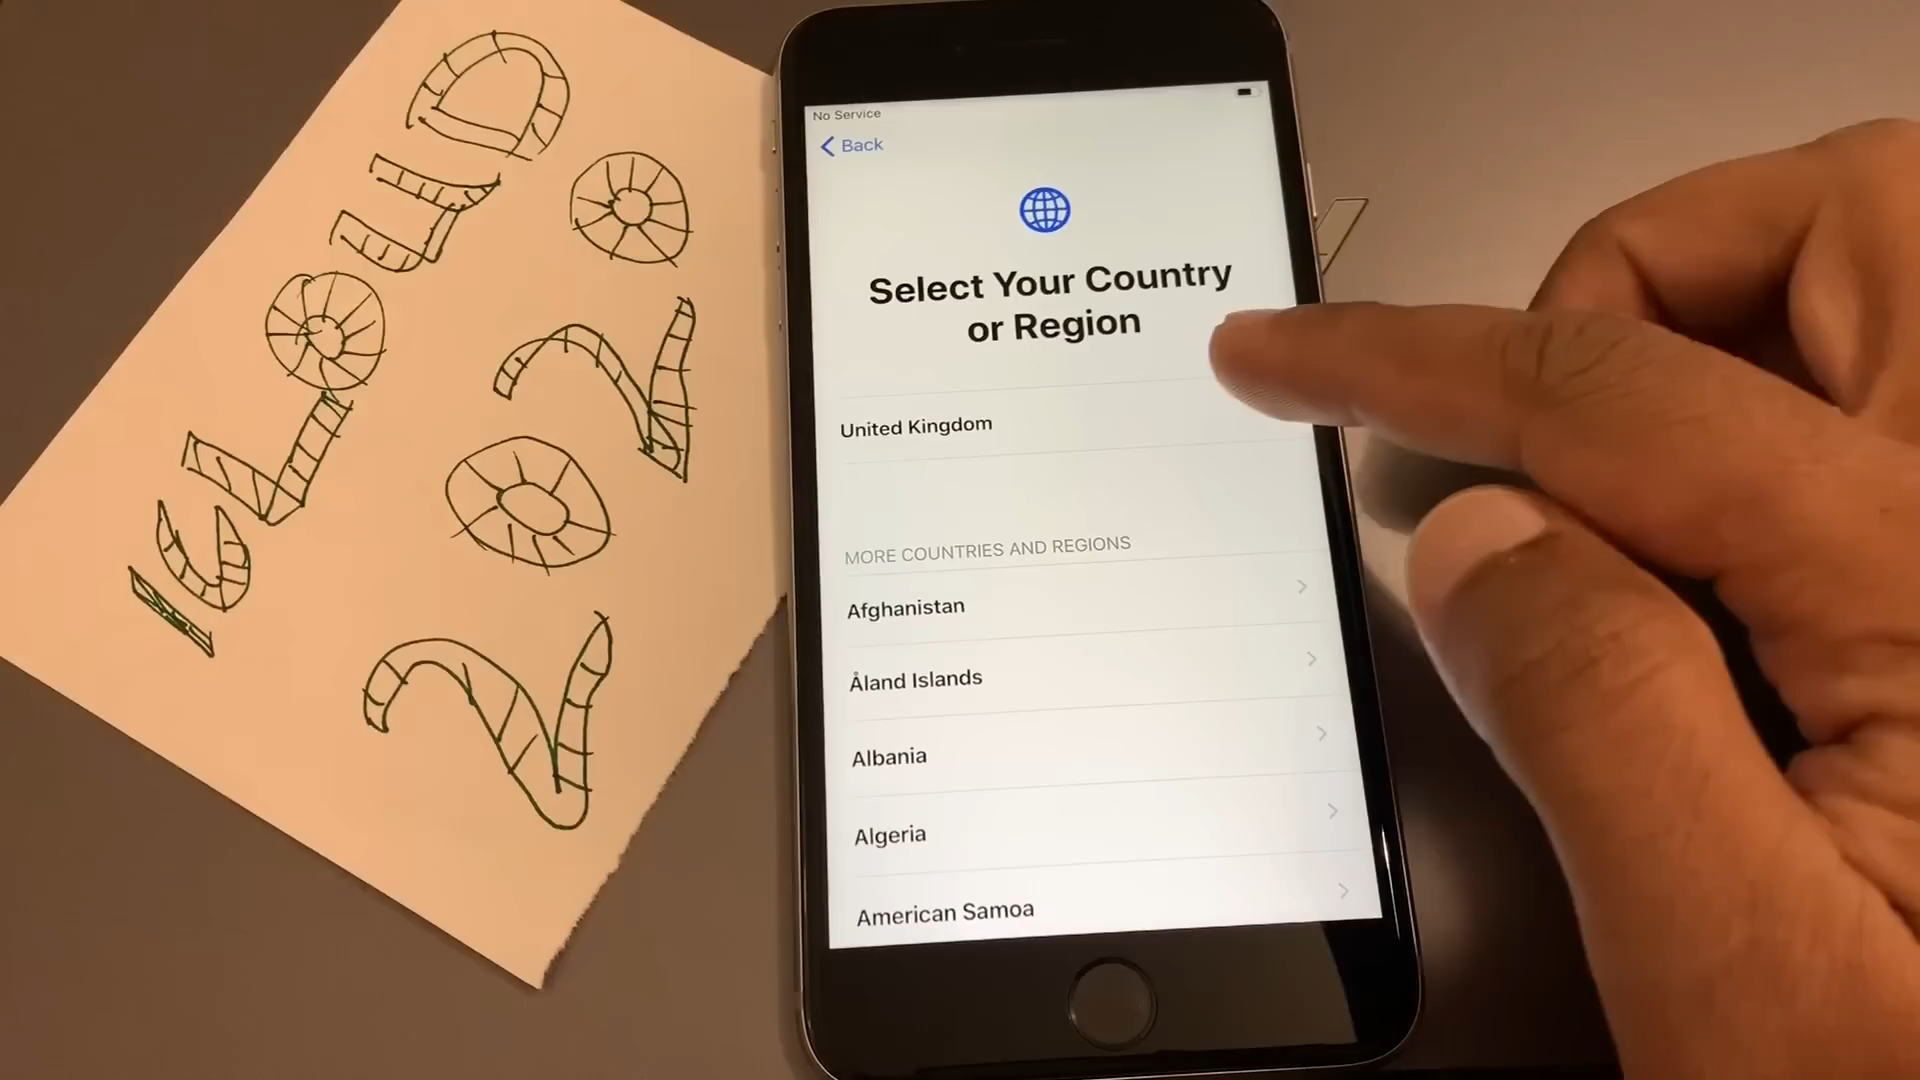 ICLOUD
2020
No Service
Back
Select Your Country
or Region
United Kingdom
MORE COUNTRIES AND REGIONS
Afghanistan
Åland Islands
Albania
Algeria
American Samoa